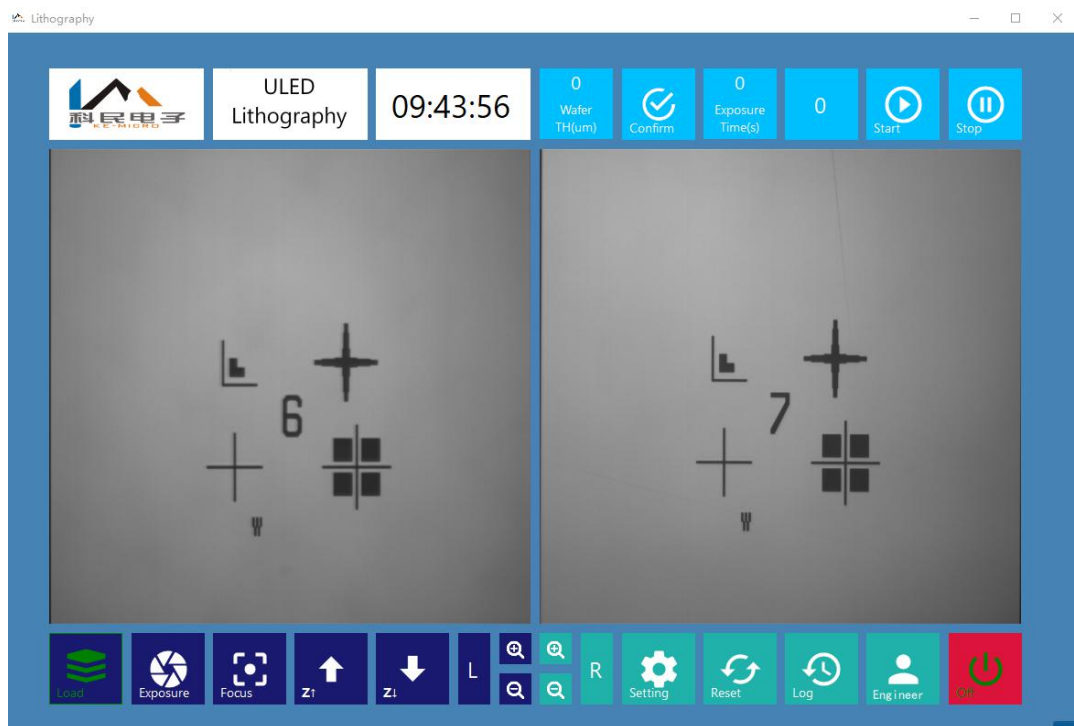 Lithography
科民电子
KE-MICRO
ULED
Lithography
09:43:56
0
Wafer
TH(um)
Confirm
0
Exposure
Time(s)
0
Start
Stop
6
7
Load
Exposure
Focus
Z↑
Z↓
L
R
Setting
Reset
Log
Engineer
Off